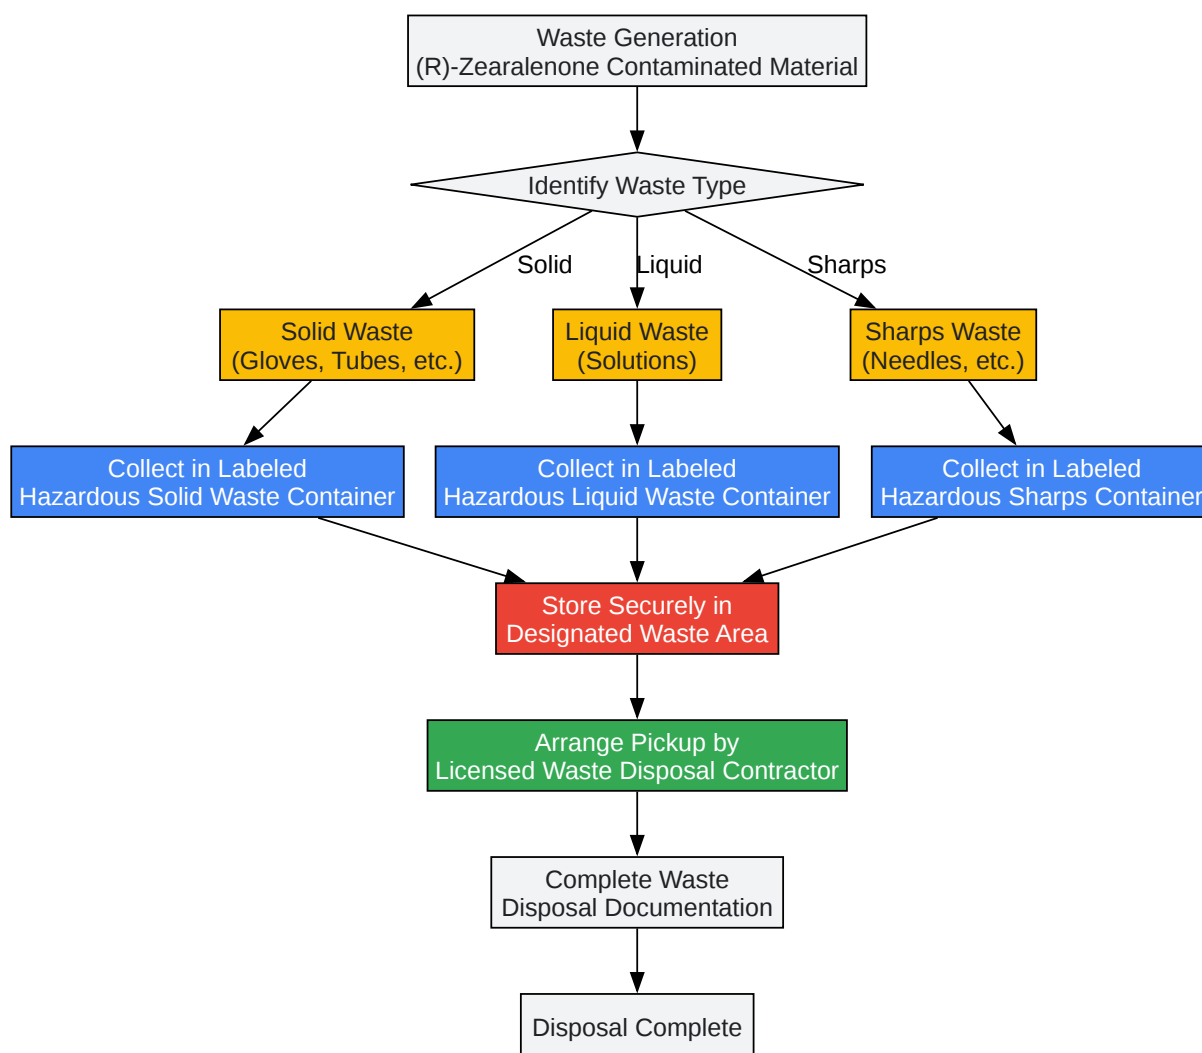 Waste Generation
(R)-Zearalenone Contaminated Material
Identify Waste Type
Solid
Liquid
Sharps
Solid Waste
(Gloves, Tubes, etc.)
Liquid Waste
(Solutions)
Sharps Waste
(Needles, etc.)
Collect in Labeled
Hazardous Solid Waste Container
Collect in Labeled
Hazardous Liquid Waste Container
Collect in Labeled
Hazardous Sharps Container
Store Securely in
Designated Waste Area
Arrange Pickup by
Licensed Waste Disposal Contractor
Complete Waste
Disposal Documentation
Disposal Complete